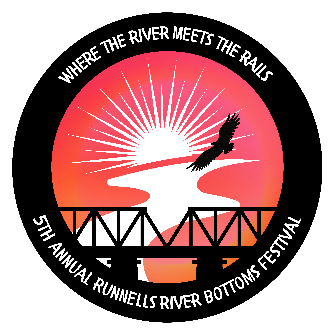 WHERE THE RIVER MEETS THE RAILS
5TH ANNUAL RUNNELLS RIVER BOTTOMS FESTIVAL